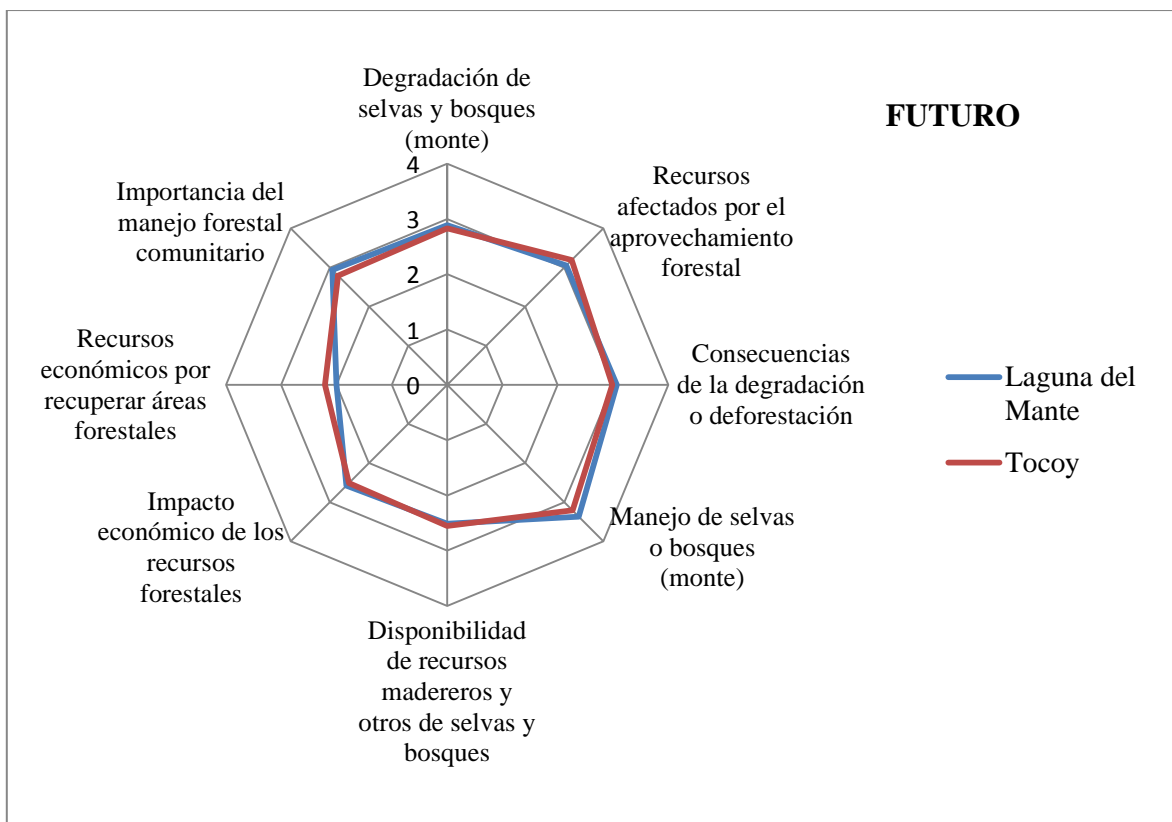 Degradación de
selvas y bosques
(monte)
FUTURO
Recursos
afectados por el
aprovechamiento
forestal
Consecuencias
de la degradación
o deforestación
Manejo de selvas
o bosques
(monte)
Disponibilidad
de recursos
madereros y
otros de selvas y
bosques
Impacto
económico de los
recursos
forestales
Recursos
económicos por
recuperar áreas
forestales
Importancia del
manejo forestal
comunitario
4
3
2
1
0
Laguna del
Mante
Tocoy